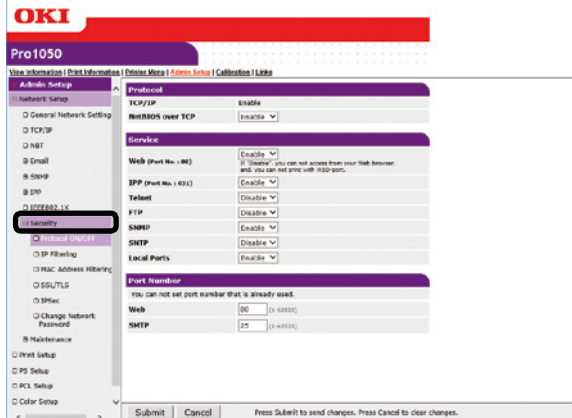 OKI
Pro1050
View Information | Print Information | Printer Menu | Admin Setup | Calibration | Links
Admin Setup
Network Setup
General Network Setting
TCP/IP
NBT
Email
SNMP
IPP
IEEE802.1X
Security
Protocol ON/OFF
IP Filtering
MAC Address Filtering
SSL/TLS
IPSec
Change Network
Password
Maintenance
Print Setup
PS Setup
PCL Setup
Color Setup
Protocol
TCP/IP Enable
NetBIOS over TCP Enable
Service
Web (Port No. : 80) Enable
If "Disable", you can not access from your Web browser.
and, you can not print with WSD-port.
IPP (Port No. : 631) Enable
Telnet Disable
FTP Disable
SNMP Enable
SNTP Disable
Local Ports Enable
Port Number
You can not set port number that is already used.
Web 80 (1-65535)
SMTP 25 (1-65535)
Submit Cancel Press Submit to send changes. Press Cancel to clear changes.